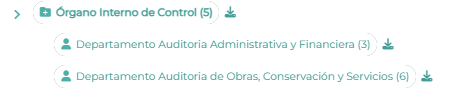 Órgano Interno de Control (5)
Departamento Auditoria Administrativa y Financiera (3)
Departamento Auditoria de Obras, Conservación y Servicios (6)